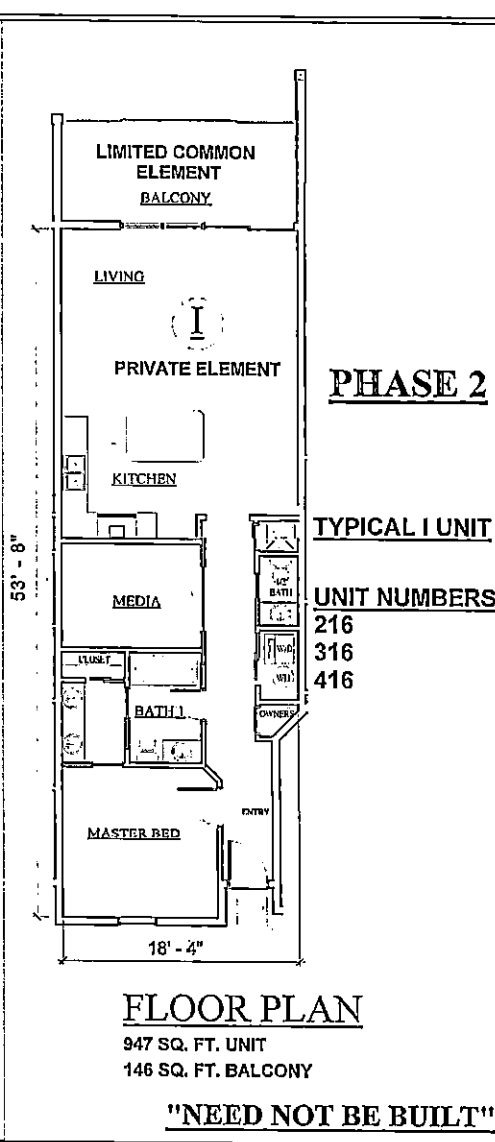 LIMITED COMMON
ELEMENT
BALCONY
LIVING
I
PRIVATE ELEMENT
PHASE 2
KITCHEN
TYPICAL I UNIT
53' - 8"
MEDIA
BATH
UNIT NUMBERS
216
316
416
CLOSET
W/D
WH
BATH 1
OWNERS
ENTRY
MASTER BED
18' - 4"
FLOOR PLAN
947 SQ. FT. UNIT
146 SQ. FT. BALCONY
"NEED NOT BE BUILT"